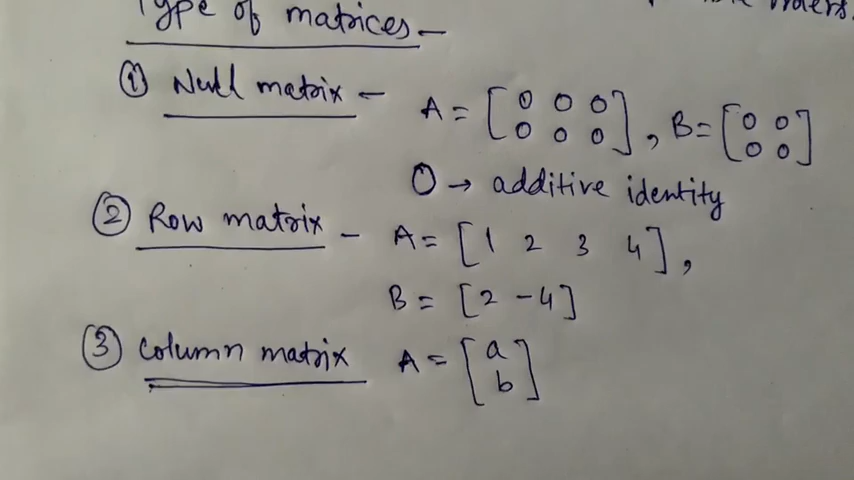 Type of matrices —
① Null matrix — A = [0 0 0
0 0 0], B = [0 0
0 0]
0 → additive identity
② Row matrix — A = [1 2 3 4],
B = [2 -4]
③ Column matrix A = [a
b]